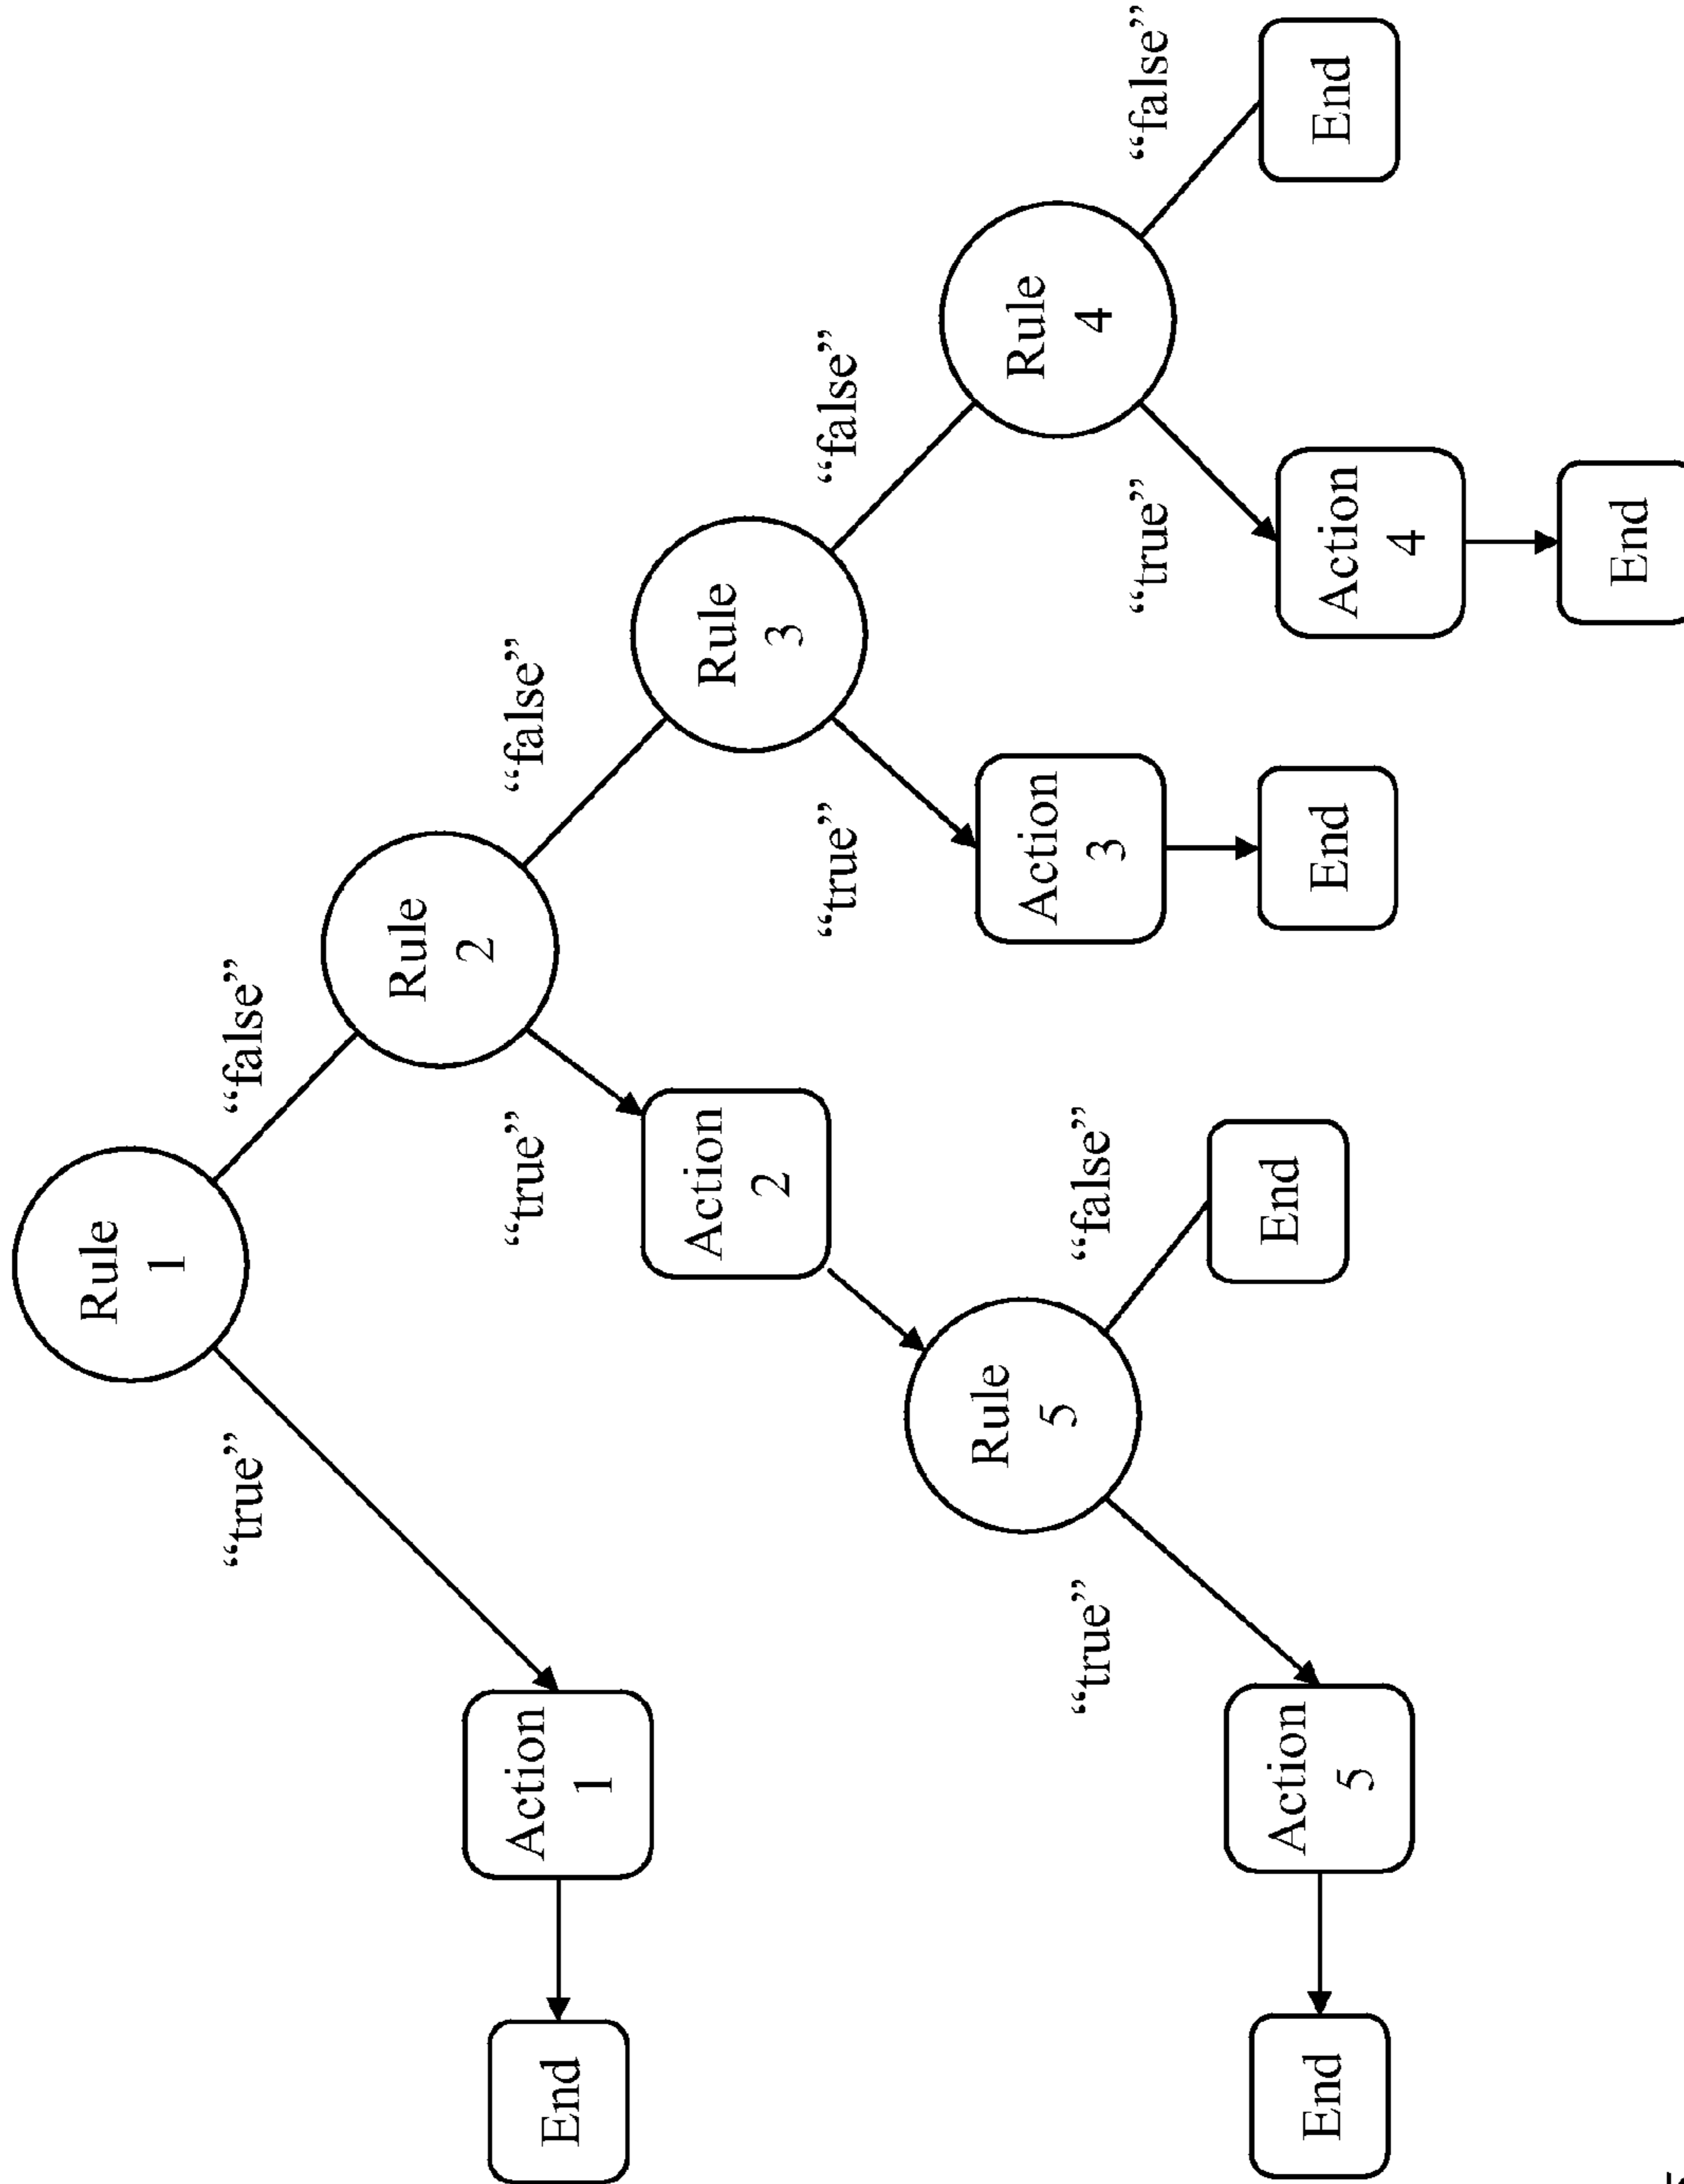 Rule
1
“true”
“false”
Action
1
End
Rule
2
“true”
“false”
Action
2
Rule
5
“true”
“false”
Action
5
End
End
Rule
3
“true”
“false”
Action
3
End
Rule
4
“true”
“false”
Action
4
End
End